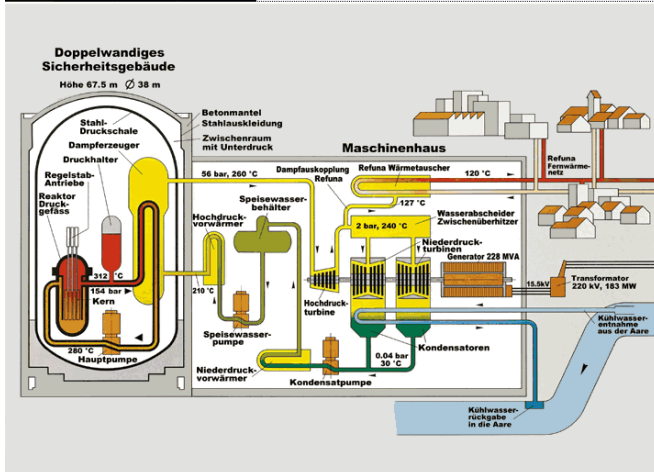 Doppelwandiges
Sicherheitsgebäude
Höhe 67.5 m Ø 38 m
Stahl-
Druckschale
Dampferzeuger
Druckhalter
Regelstab-
Antriebe
Reaktor
Druck-
gefäss
312 °C
154 bar
Kern
280 °C
Hauptpumpe
Betonmantel
Stahlauskleidung
Zwischenraum
mit Unterdruck
Maschinenhaus
56 bar, 260 °C
Dampfauskopplung
Refuna
Refuna Wärmetauscher
120 °C
127 °C
Refuna
Fernwärme-
netz
Speisewasser-
behälter
Hochdruck-
vorwärmer
210 °C
Speisewasser-
pumpe
Niederdruck-
vorwärmer
Kondensatpumpe
2 bar, 240 °C
Wasserabscheider
Zwischenüberhitzer
Niederdruck-
turbinen
Generator 228 MVA
Hochdruck-
turbine
15.5kV
Transformator
220 kV, 183 MW
Kondensatoren
0.04 bar
30 °C
Kühlwasser-
entnahme
aus der Aare
Kühlwasser-
rückgabe
in die Aare